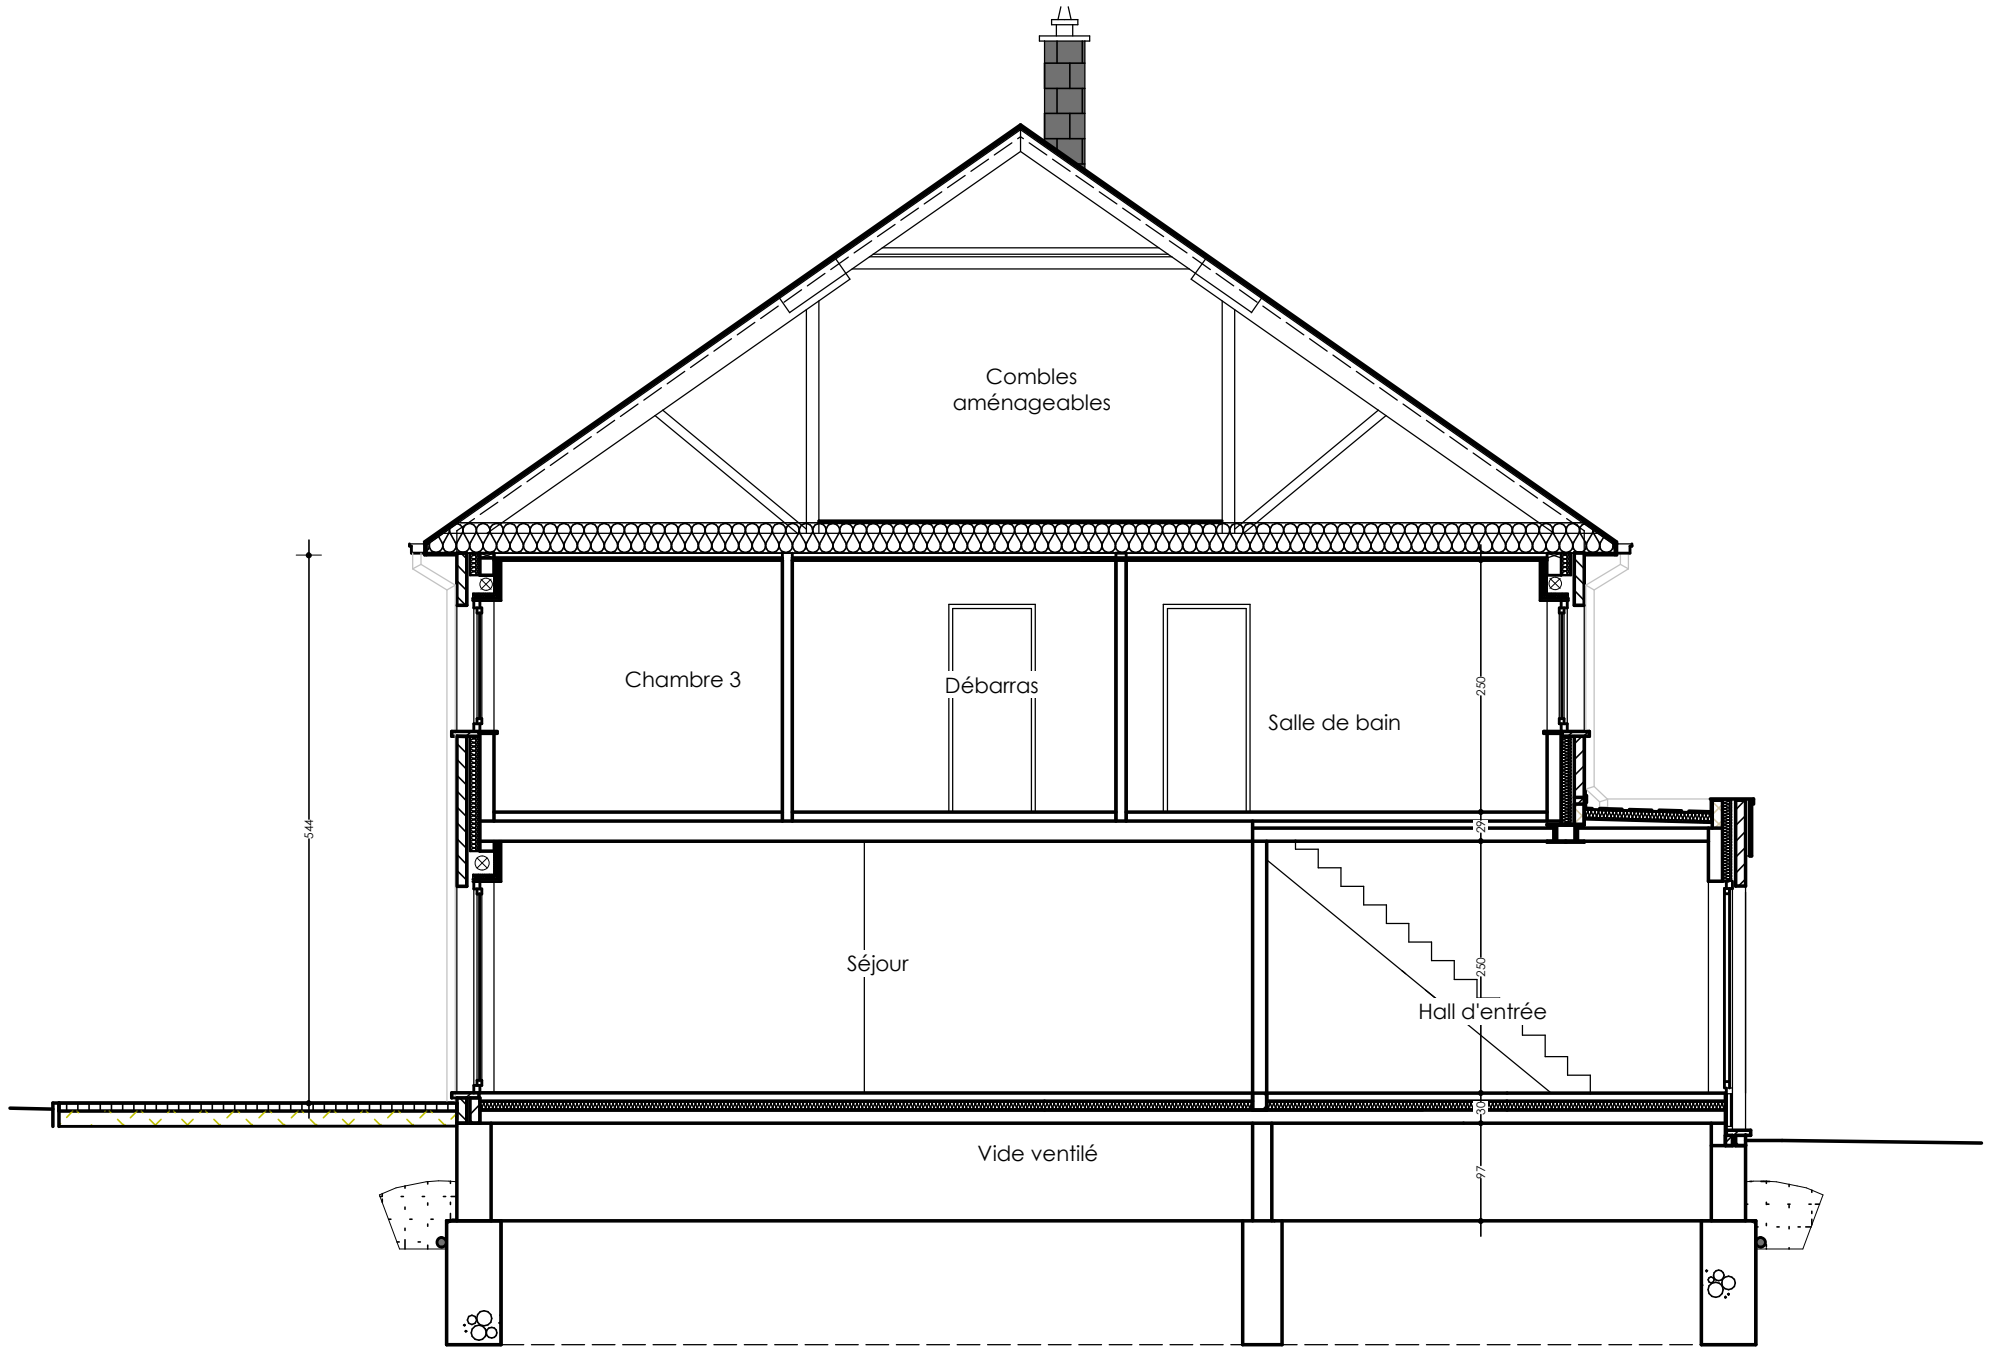 Combles
aménageables
Chambre 3
Débarras
Salle de bain
250
29
544
Séjour
250
Hall d'entrée
30
Vide ventilé
97